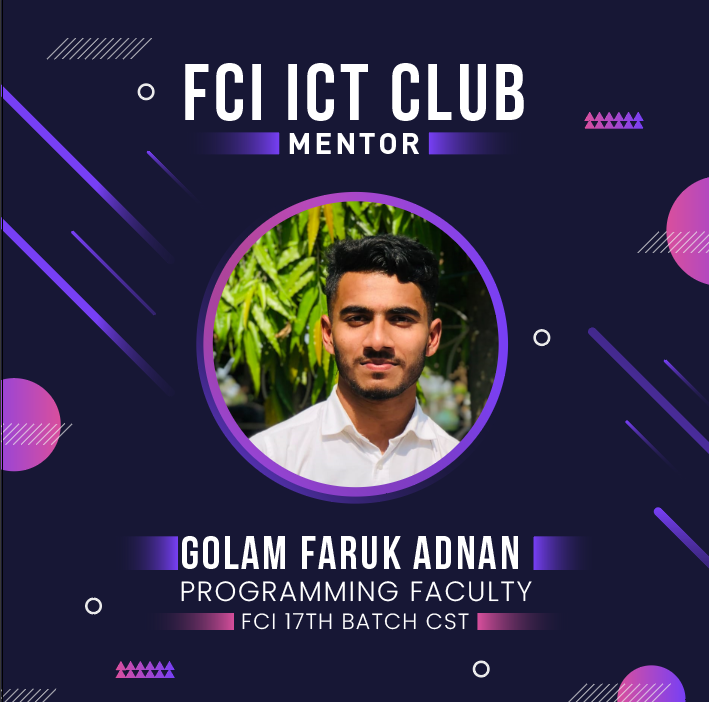 FCI ICT CLUB
MENTOR
GOLAM FARUK ADNAN
PROGRAMMING FACULTY
FCI 17TH BATCH CST